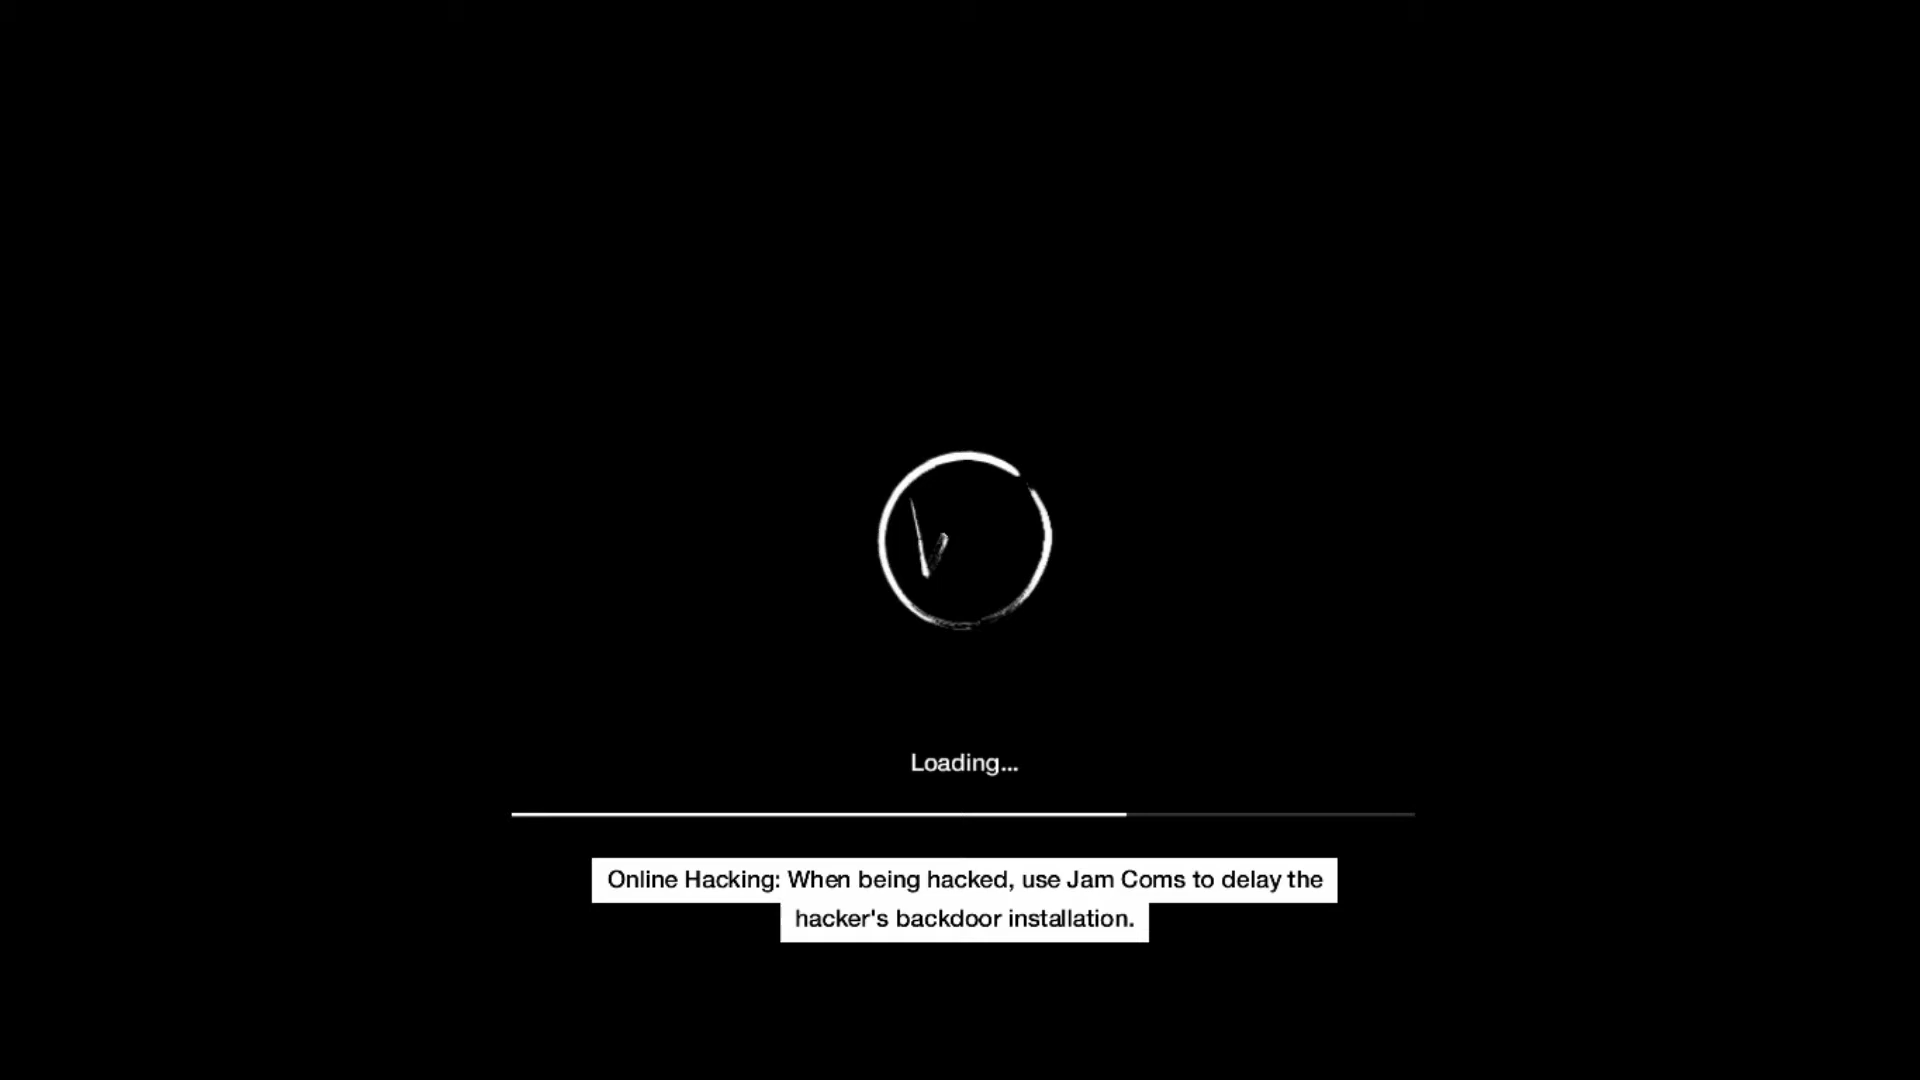 Loading...
Online Hacking: When being hacked, use Jam Coms to delay the
hacker's backdoor installation.